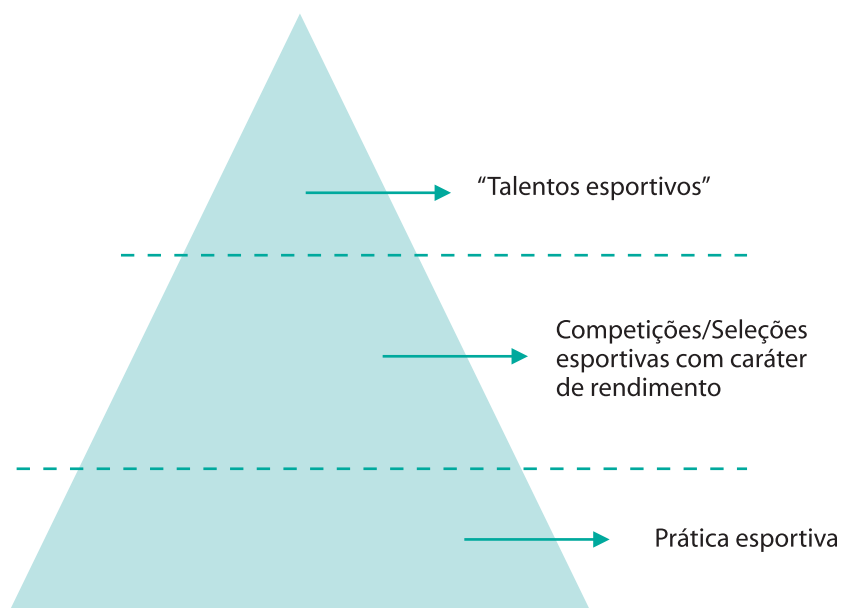 “Talentos esportivos”
Competições/Seleções
esportivas com caráter
de rendimento
Prática esportiva